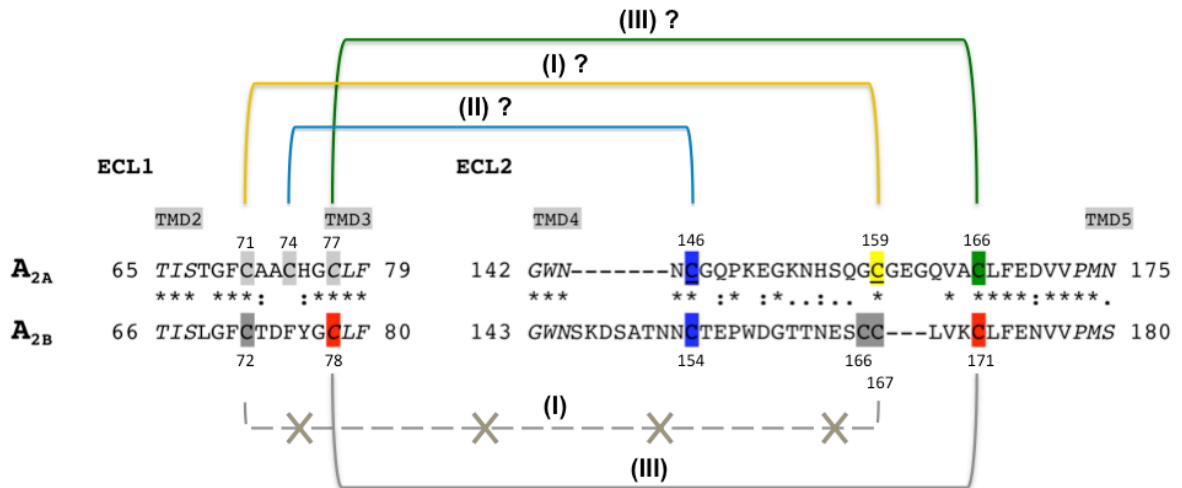 (III) ?
(I) ?
(II) ?
ECL1 ECL2
TMD2 TMD3 TMD4 TMD5
71 74 77 146 159 166
A2A 65 TISTGFCAACHGCLF 79 142 GWN-------NCGQPKEGKNHSQGCGEGQVACLFEDVVPMN 175
*** ***: :**** *** ** :* :*..:.. * * ****:****.
A2B 66 TISLGFCTDFYGCLF 80 143 GWNSKDSATNNCTEPWDGTTNESCC---LVKCLFENVVPMS 180
72 78 154 166 171
167
(I)
(III)